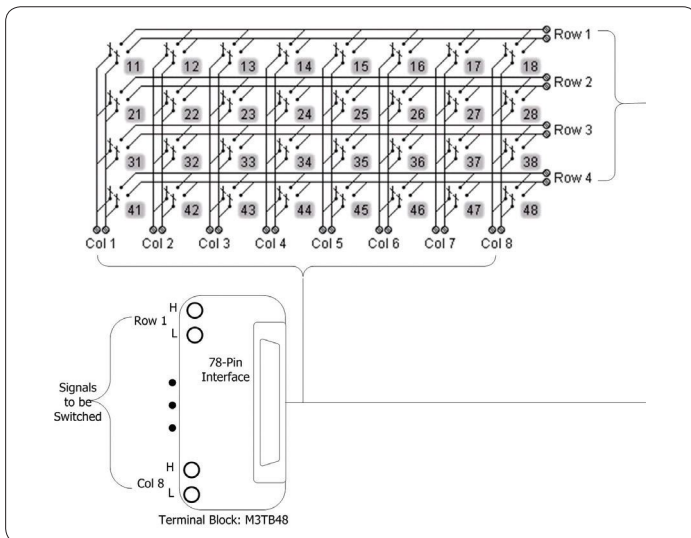 Row 1
11 12 13 14 15 16 17 18
Row 2
21 22 23 24 25 26 27 28
Row 3
31 32 33 34 35 36 37 38
Row 4
41 42 43 44 45 46 47 48
Col 1 Col 2 Col 3 Col 4 Col 5 Col 6 Col 7 Col 8
H
Row 1
L
78-Pin
Interface
Signals
to be
Switched
H
Col 8
L
Terminal Block: M3TB48